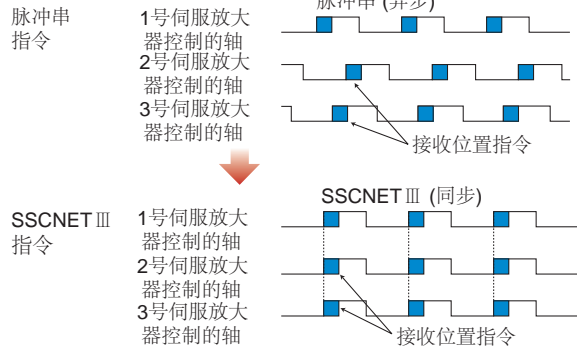 脉冲串 (异步)
脉冲串
指令
1号伺服放大
器控制的轴
2号伺服放大
器控制的轴
3号伺服放大
器控制的轴
接收位置指令
SSCNET Ⅲ (同步)
SSCNET Ⅲ
指令
1号伺服放大
器控制的轴
2号伺服放大
器控制的轴
3号伺服放大
器控制的轴
接收位置指令